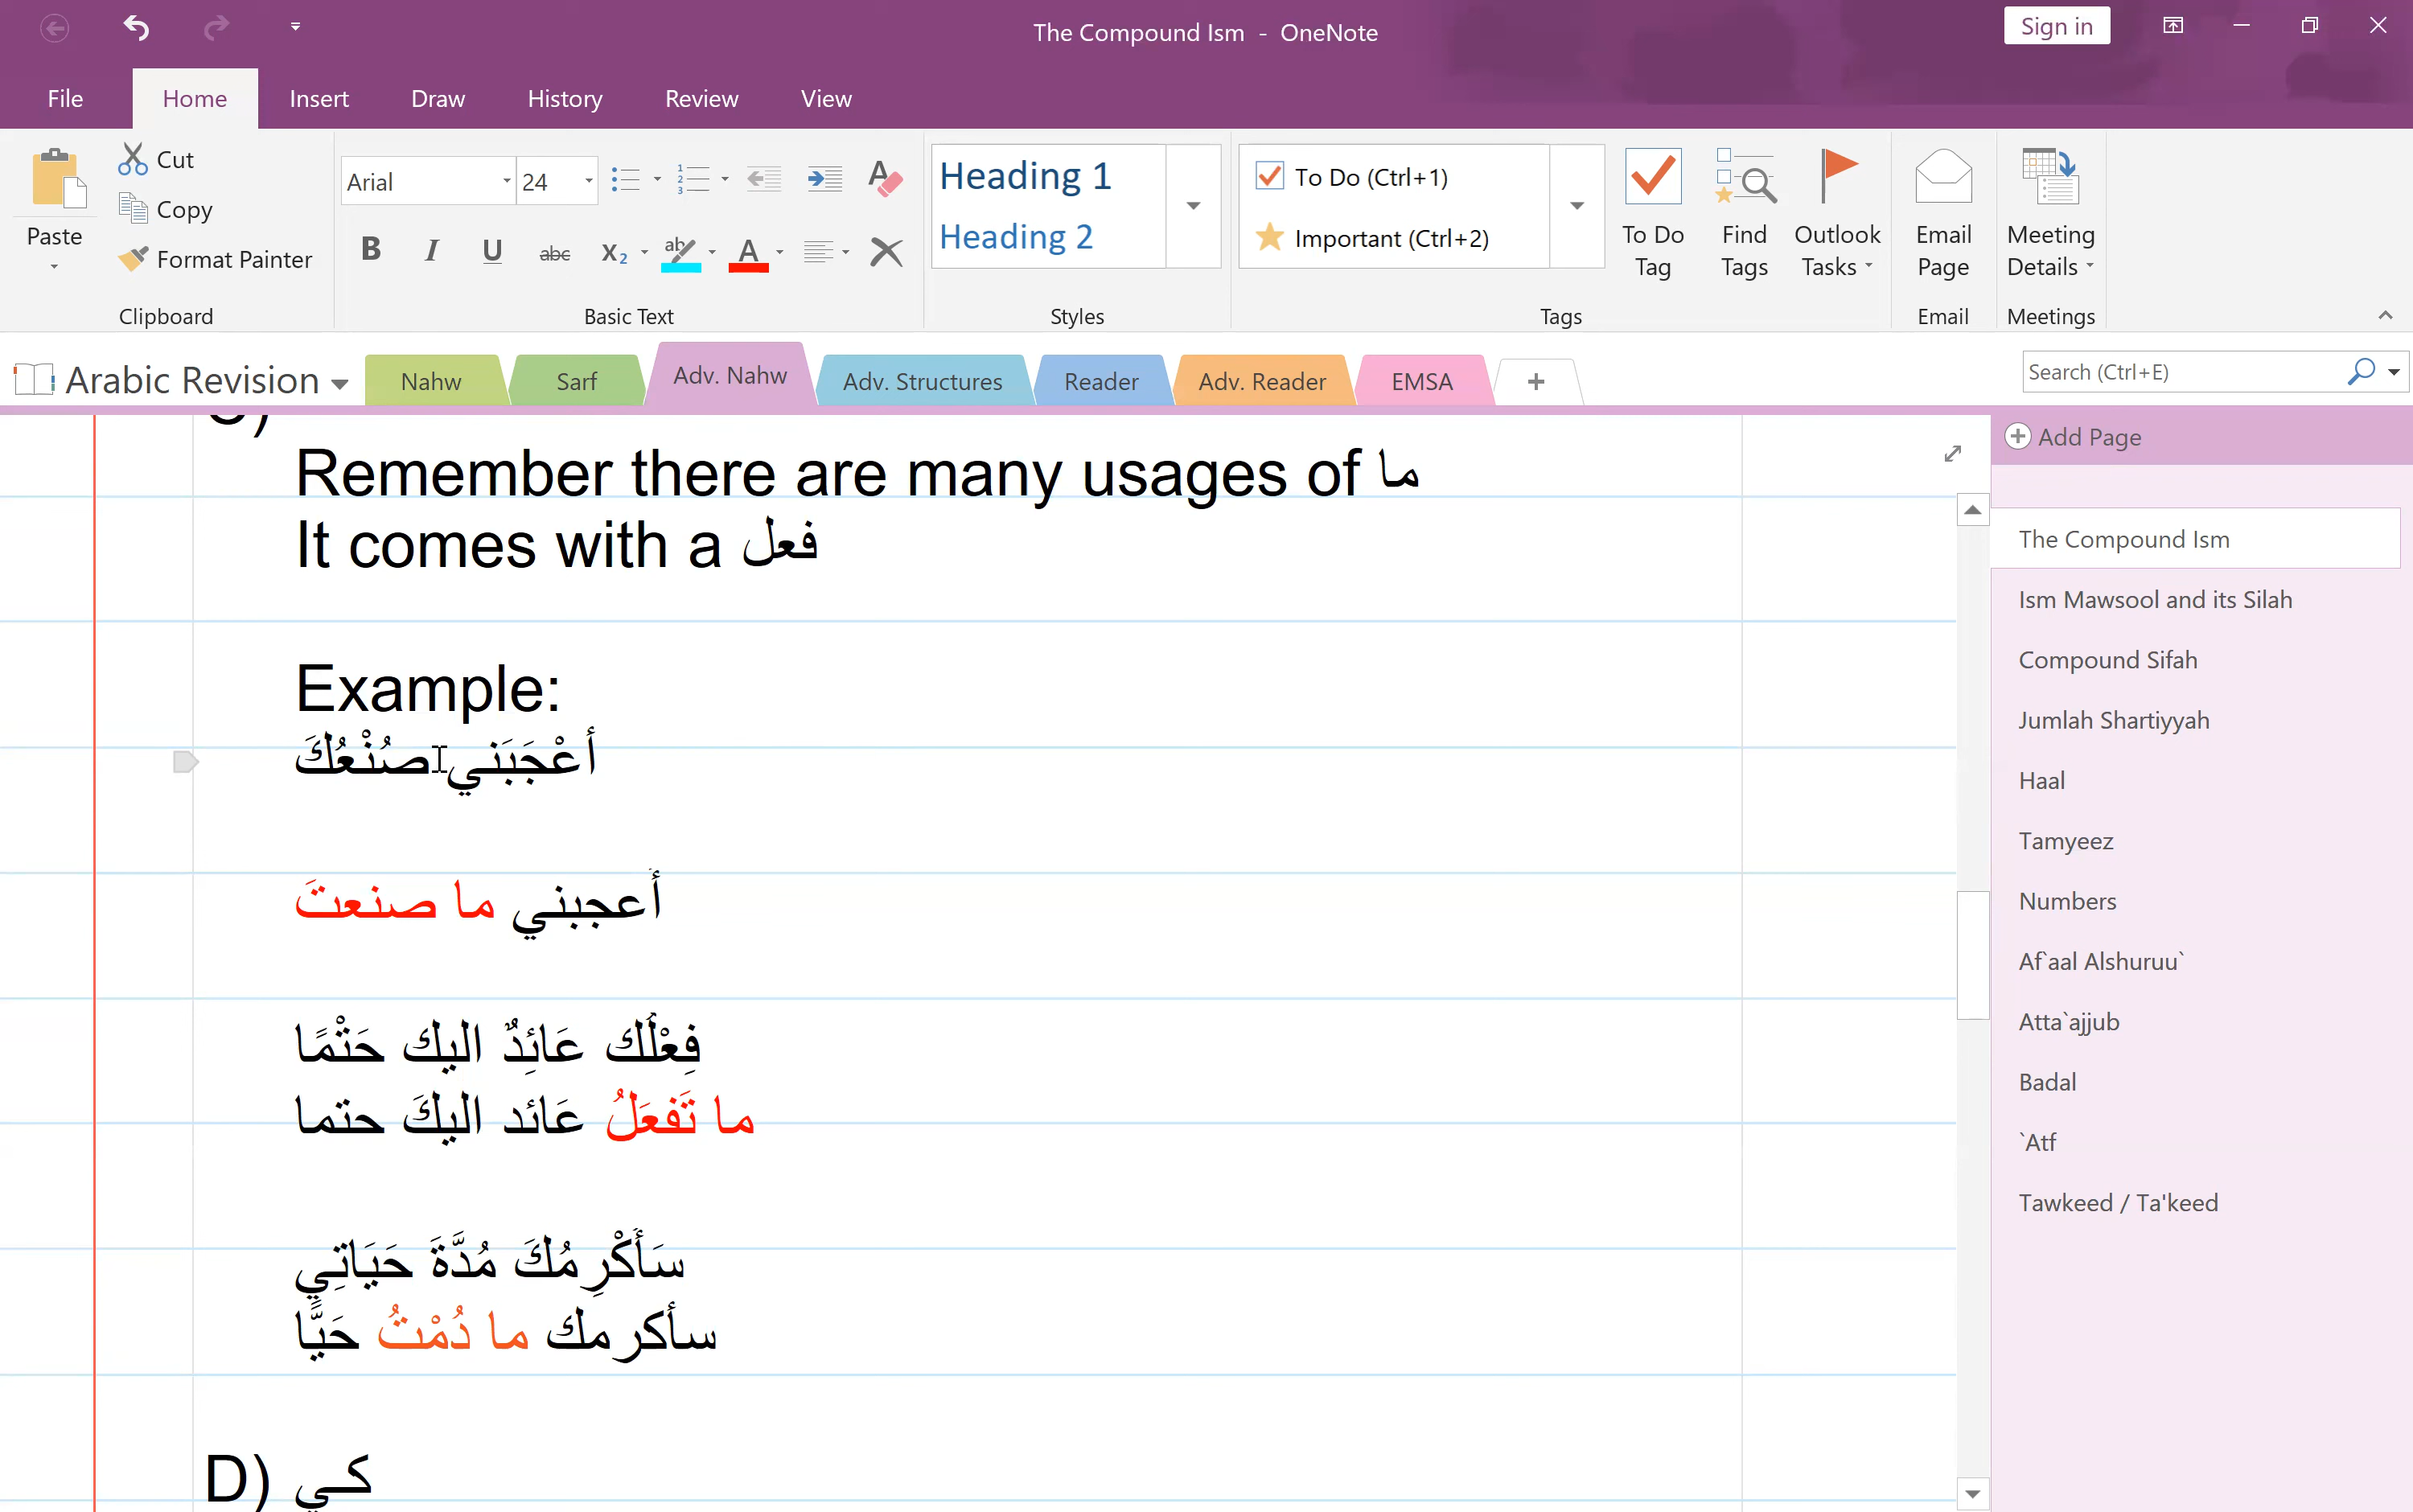 The Compound Ism - OneNote
Sign in
File
Home
Insert
Draw
History
Review
View
Paste
Cut
Copy
Format Painter
Clipboard
Arial
24
B I U abc X₂ ab A
Basic Text
Heading 1
Heading 2
Styles
To Do (Ctrl+1)
Important (Ctrl+2)
To Do Tag
Find Tags
Outlook Tasks
Tags
Email Page
Email
Meeting Details
Meetings
Arabic Revision
Nahw
Sarf
Adv. Nahw
Adv. Structures
Reader
Adv. Reader
EMSA
+
Search (Ctrl+E)
Remember there are many usages of ما
It comes with a فعل
Example:
أعْجَبَني صُنْعُكَ
أعجبني ما صنعتَ
فِعْلُك عَائِدٌ اليك حَتْمًا
ما تَفعَلُ عَائد اليكَ حتما
سَأُكْرِمُكَ مُدَّةَ حَيَاتِي
سأكرمك ما دُمْتُ حَيًّا
D) كي
Add Page
The Compound Ism
Ism Mawsool and its Silah
Compound Sifah
Jumlah Shartiyyah
Haal
Tamyeez
Numbers
Af`aal Alshuruu`
Atta`ajjub
Badal
`Atf
Tawkeed / Ta'keed